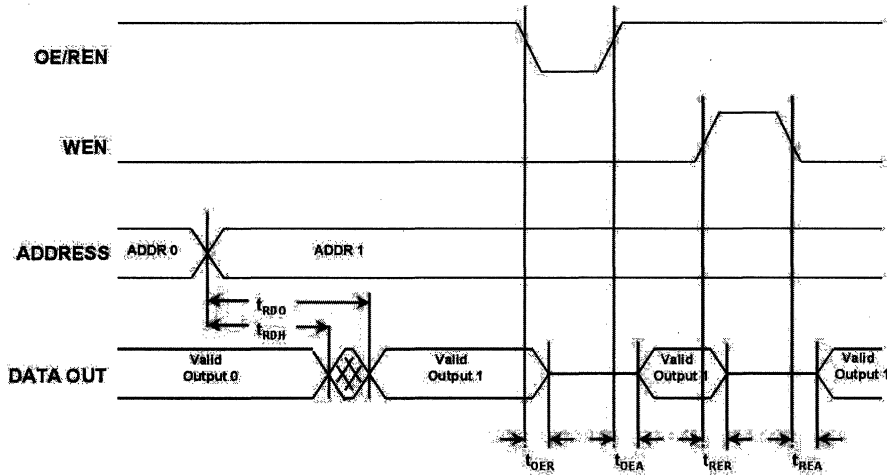 OE/REN
WEN
ADDRESS
ADDR 0
ADDR 1
tRDO
tRDH
DATA OUT
Valid
Output 0
Valid
Output 1
Valid
Output 1
Valid
Output 1
tOER
tOEA
tRER
tREA